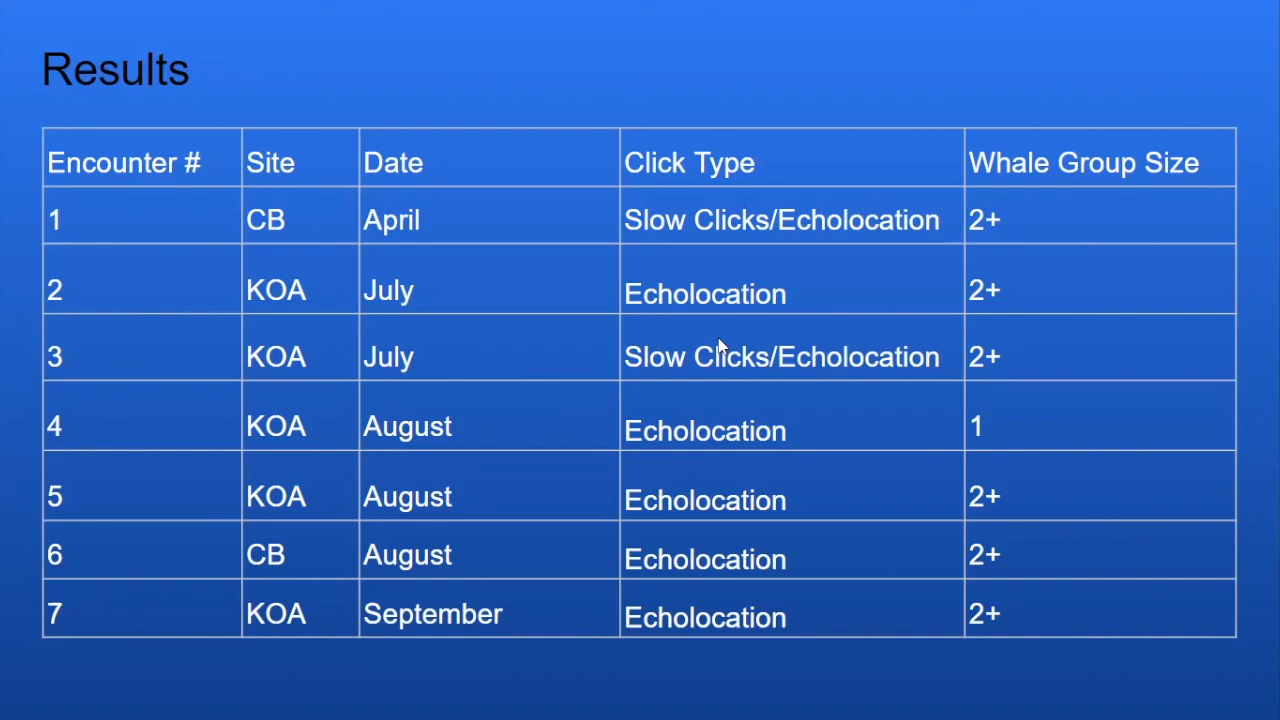 Results
Encounter # Site Date Click Type Whale Group Size
1 CB April Slow Clicks/Echolocation 2+
2 KOA July Echolocation 2+
3 KOA July Slow Clicks/Echolocation 2+
4 KOA August Echolocation 1
5 KOA August Echolocation 2+
6 CB August Echolocation 2+
7 KOA September Echolocation 2+